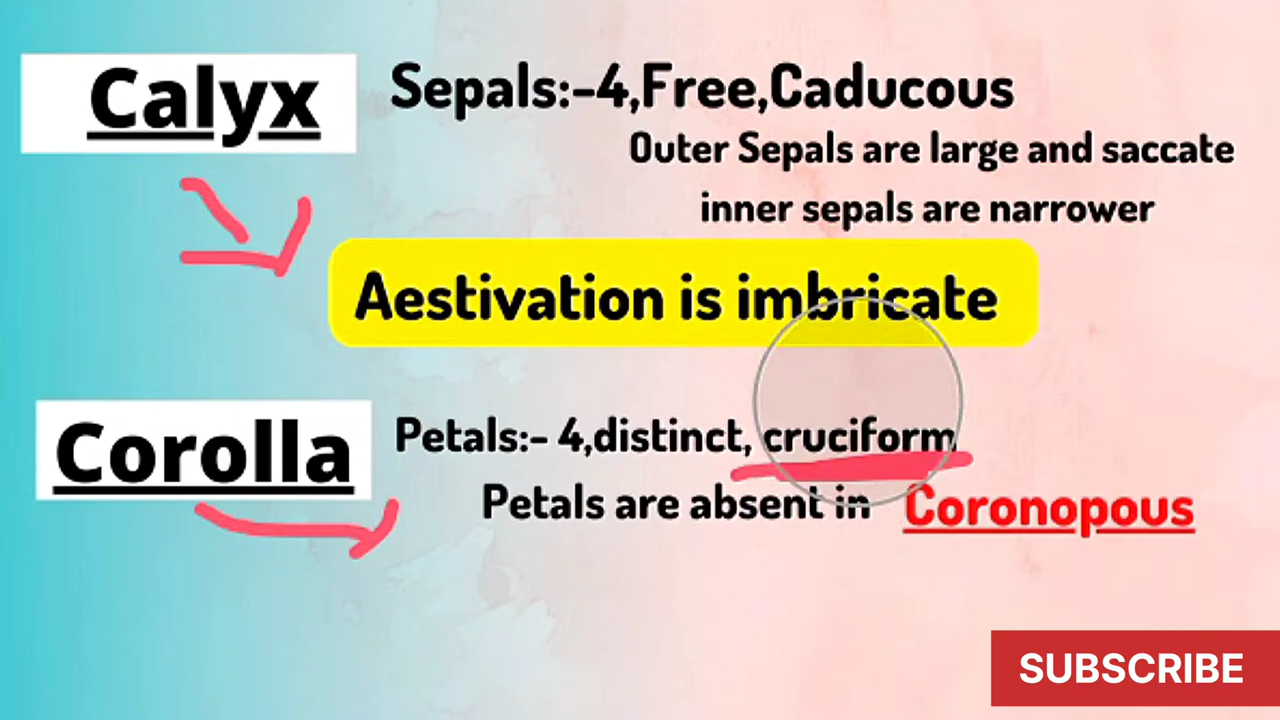 Calyx
Sepals:-4,Free,Caducous
Outer Sepals are large and saccate
inner sepals are narrower
Aestivation is imbricate
Corolla
Petals:- 4,distinct, cruciform
Petals are absent in Coronopous
SUBSCRIBE